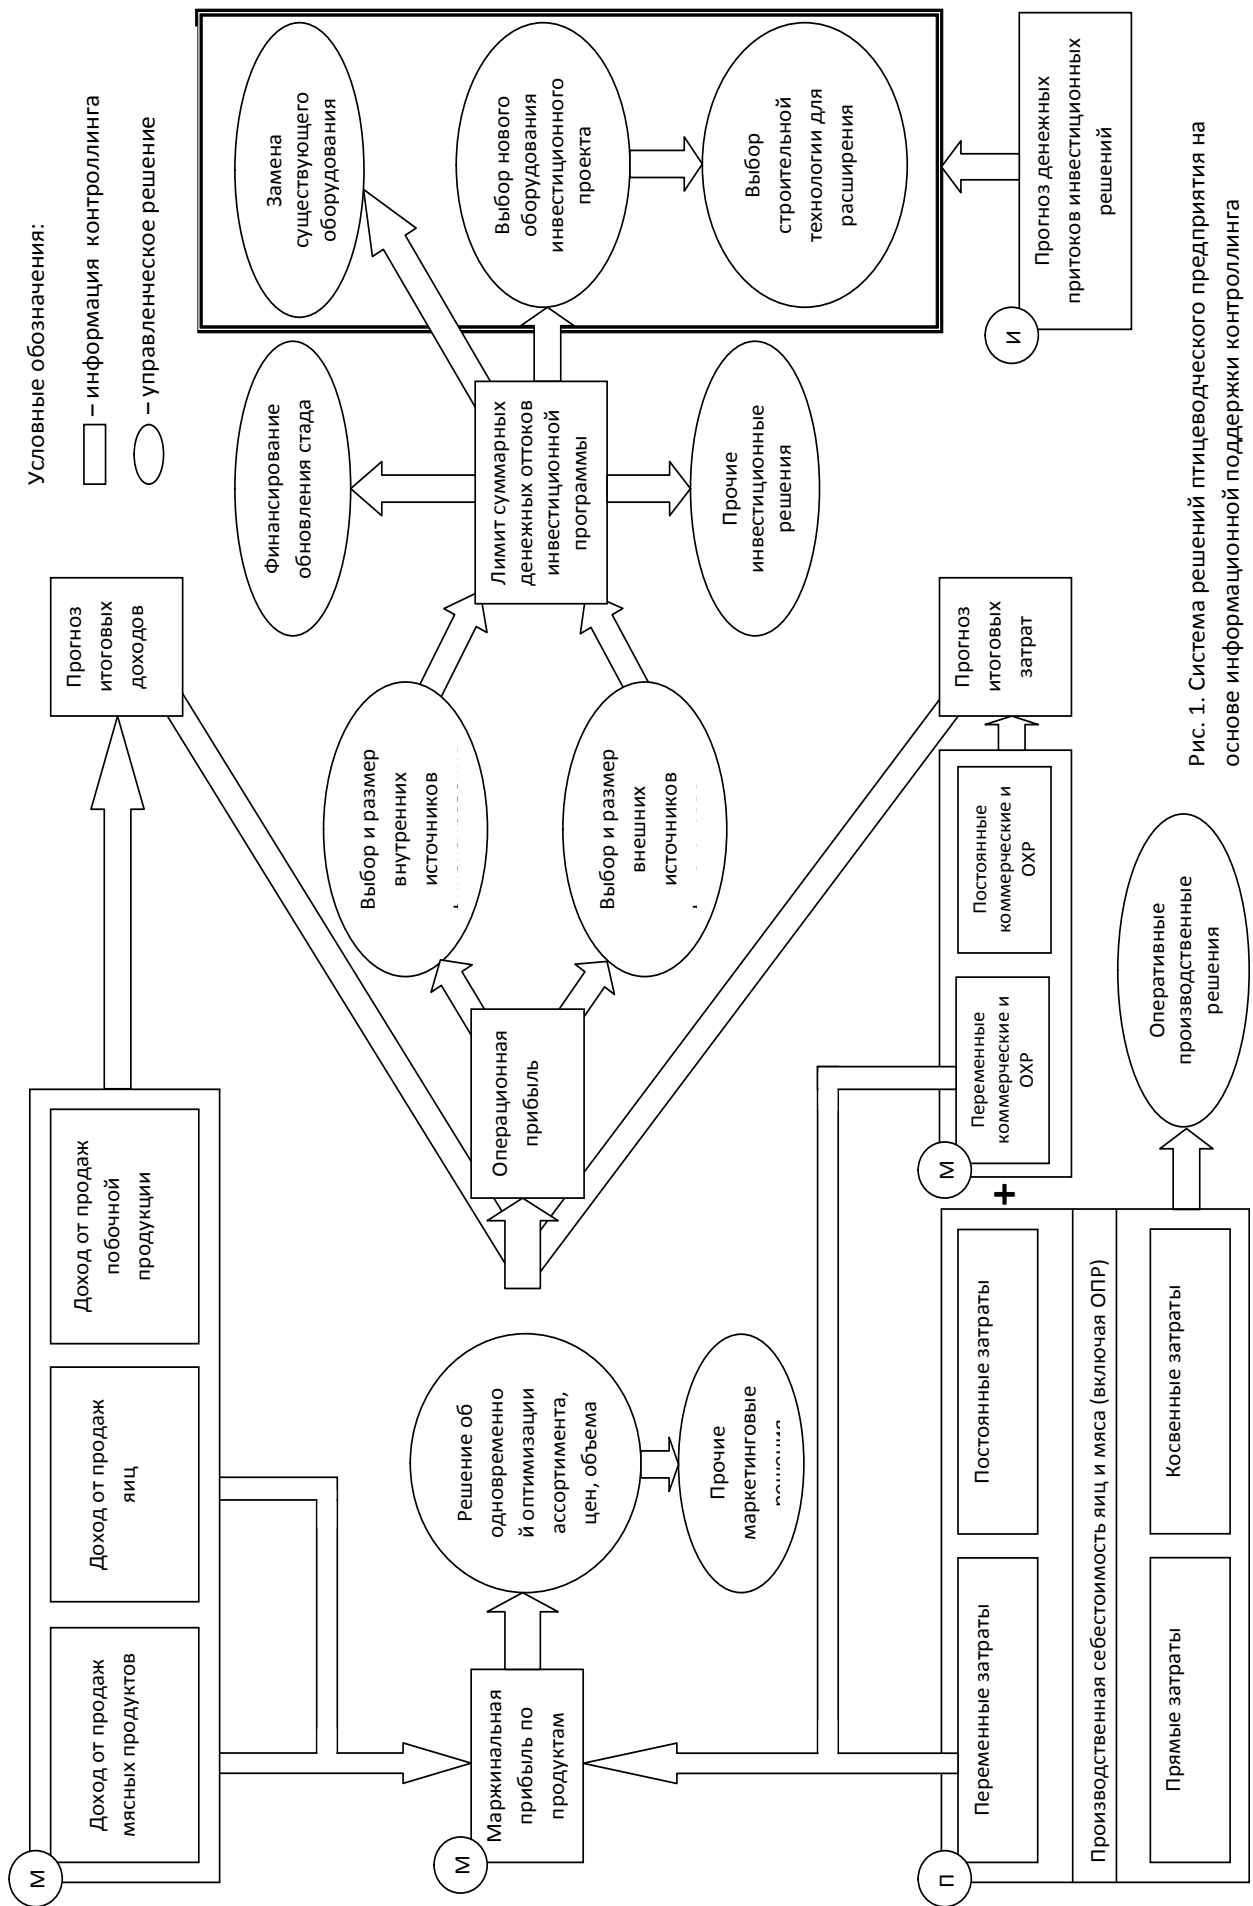 М
Доход от продаж
мясных продуктов
Доход от продаж
яиц
Доход от продаж
побочной
продукции
Прогноз
итоговых
доходов
Условные обозначения:
– информация контроллинга
– управленческое решение
М
Маржинальная
прибыль по
продуктам
Решение об
одновременно
й оптимизации
ассортимента,
цен, объема
Прочие
маркетинговые
Операционная
прибыль
Выбор и размер
внутренних
источников
Выбор и размер
внешних
источников
Финансирование
обновления стада
Лимит суммарных
денежных оттоков
инвестиционной
программы
Прочие
инвестиционные
решения
Замена
существующего
оборудования
Выбор нового
оборудования
инвестиционного
проекта
Выбор
строительной
технологии для
расширения
И
Прогноз денежных
притоков инвестиционных
решений
П
Переменные затраты
Постоянные затраты
Производственная себестоимость яиц и мяса (включая ОПР)
Прямые затраты
Косвенные затраты
+
М
Переменные
коммерческие и
ОХР
Постоянные
коммерческие и
ОХР
Прогноз
итоговых
затрат
Оперативные
производственные
решения
Рис. 1. Система решений птицеводческого предприятия на
основе информационной поддержки контроллинга